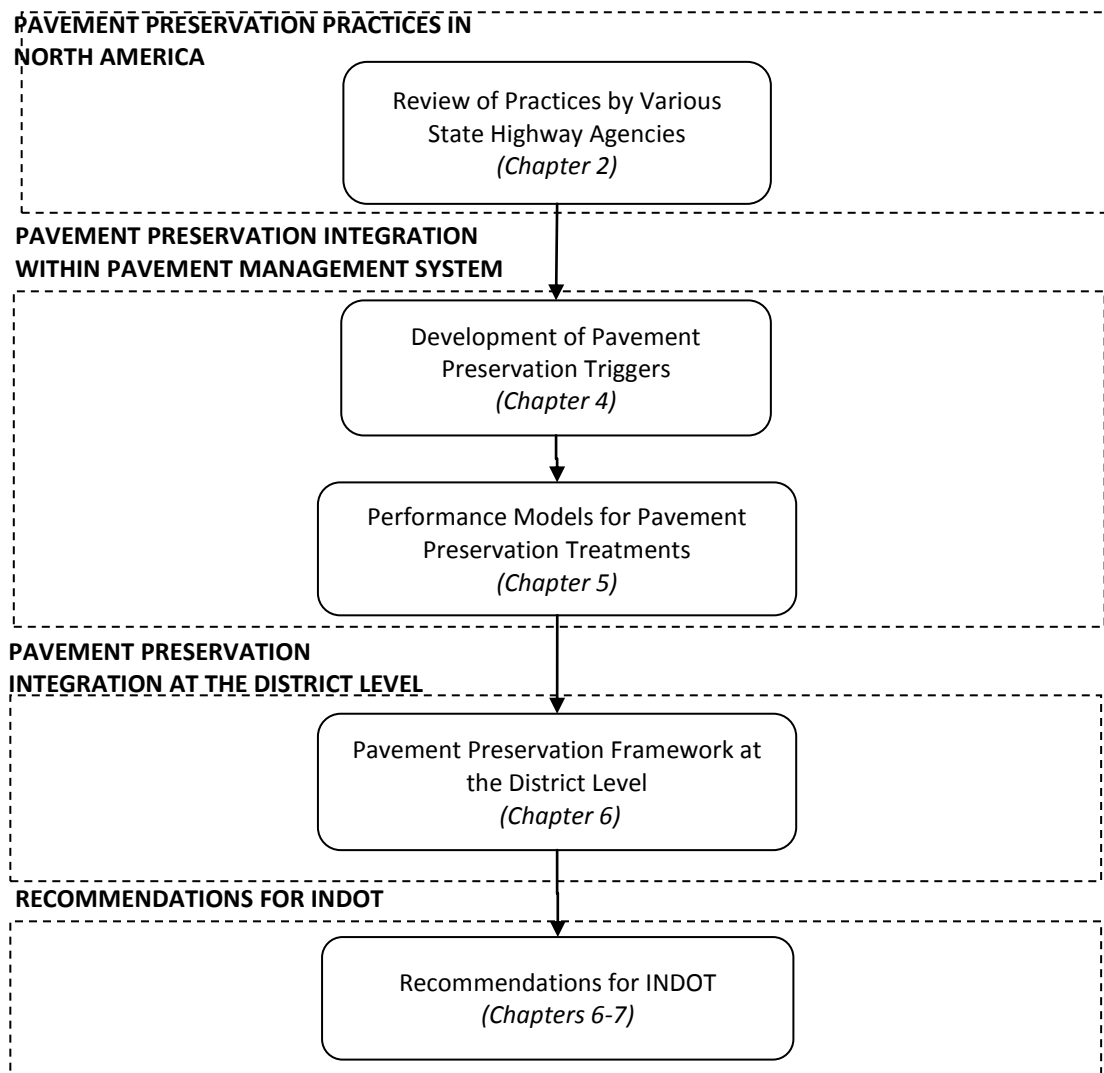 PAVEMENT PRESERVATION PRACTICES IN
NORTH AMERICA
Review of Practices by Various
State Highway Agencies
(Chapter 2)
PAVEMENT PRESERVATION INTEGRATION
WITHIN PAVEMENT MANAGEMENT SYSTEM
Development of Pavement
Preservation Triggers
(Chapter 4)
Performance Models for Pavement
Preservation Treatments
(Chapter 5)
PAVEMENT PRESERVATION
INTEGRATION AT THE DISTRICT LEVEL
Pavement Preservation Framework at
the District Level
(Chapter 6)
RECOMMENDATIONS FOR INDOT
Recommendations for INDOT
(Chapters 6-7)